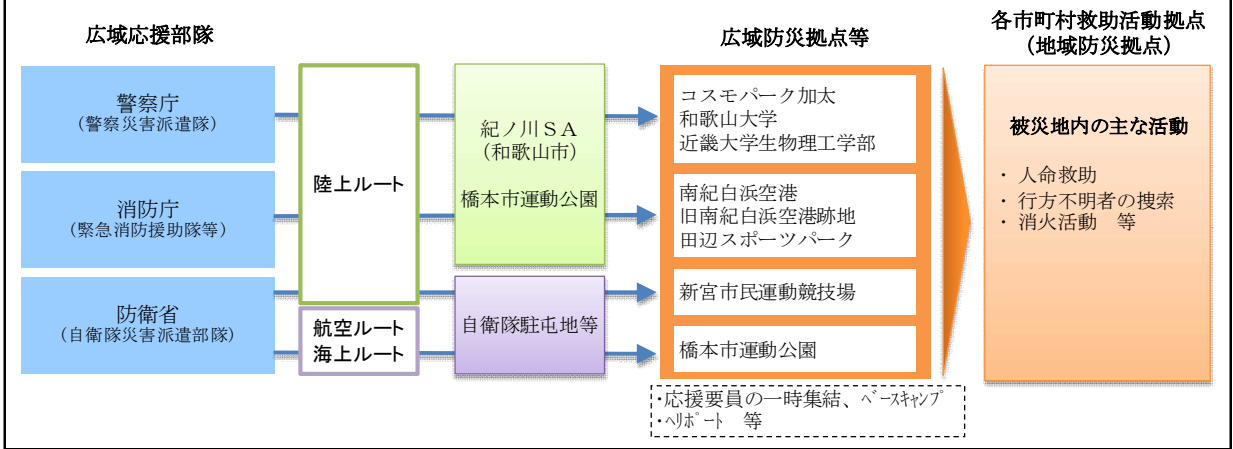 広域応援部隊
警察庁
(警察災害派遣隊)
消防庁
(緊急消防援助隊等)
防衛省
(自衛隊災害派遣部隊)
陸上ルート
航空ルート
海上ルート
紀ノ川SA
(和歌山市)
橋本市運動公園
自衛隊駐屯地等
広域防災拠点等
コスモパーク加太
和歌山大学
近畿大学生物理工学部
南紀白浜空港
旧南紀白浜空港跡地
田辺スポーツパーク
新宮市民運動競技場
橋本市運動公園
・応援要員の一時集結、ベースキャンプ
・ヘリポート 等
各市町村救助活動拠点
(地域防災拠点)
被災地内の主な活動
・ 人命救助
・ 行方不明者の捜索
・ 消火活動 等